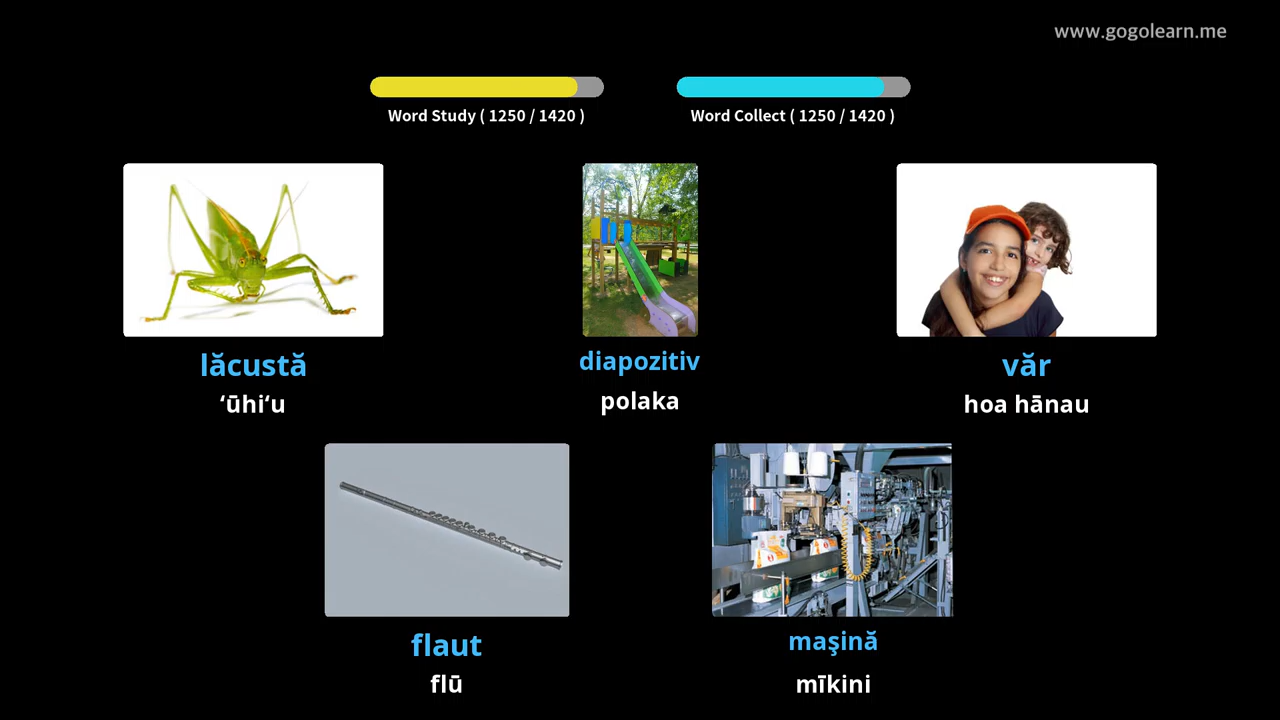 www.gogolearn.me
Word Study ( 1250 / 1420 )
Word Collect ( 1250 / 1420 )
lăcustă
ʻūhiʻu
diapozitiv
polaka
văr
hoa hānau
flaut
flū
maşină
mīkini